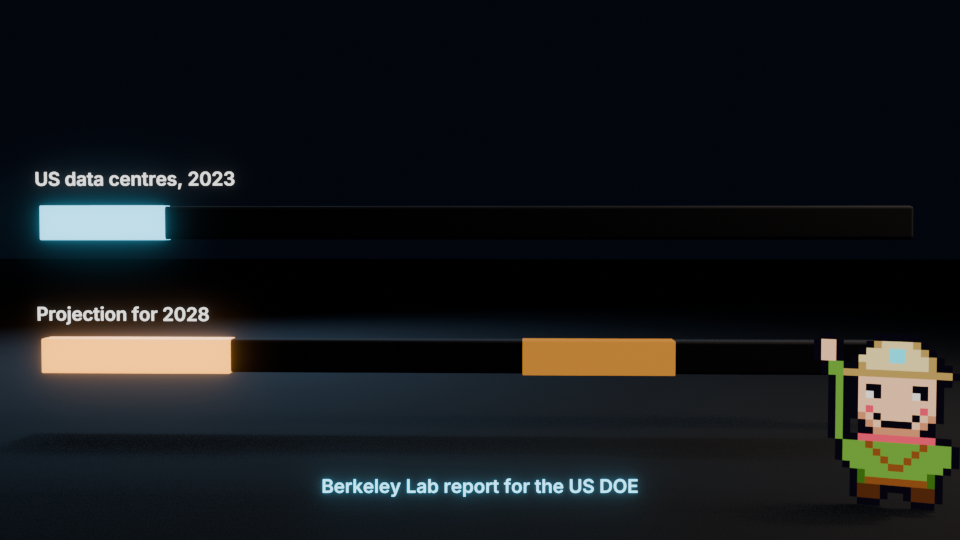 US data centres, 2023
Projection for 2028
Berkeley Lab report for the US DOE